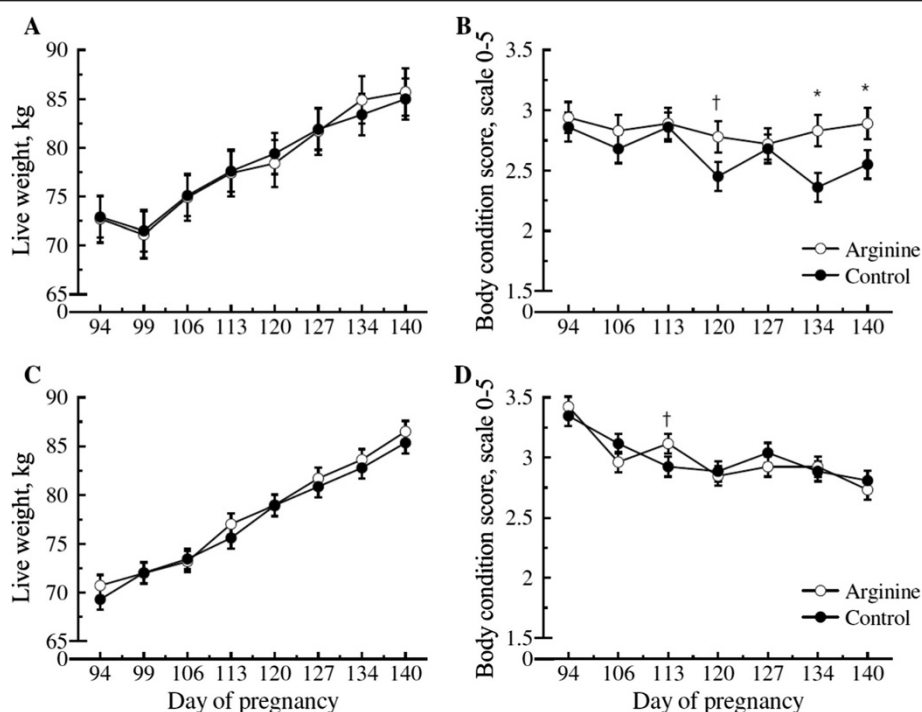 A
Live weight, kg
90
85
80
75
70
65
0
94 99 106 113 120 127 134 140
B
Body condition score, scale 0-5
3.5
3
2.5
2
1.5
0
† * *
Arginine
Control
94 106 113 120 127 134 140
C
Live weight, kg
90
85
80
75
70
65
0
94 99 106 113 120 127 134 140
Day of pregnancy
D
Body condition score, scale 0-5
3.5
3
2.5
2
1.5
0
†
Arginine
Control
94 106 113 120 127 134 140
Day of pregnancy